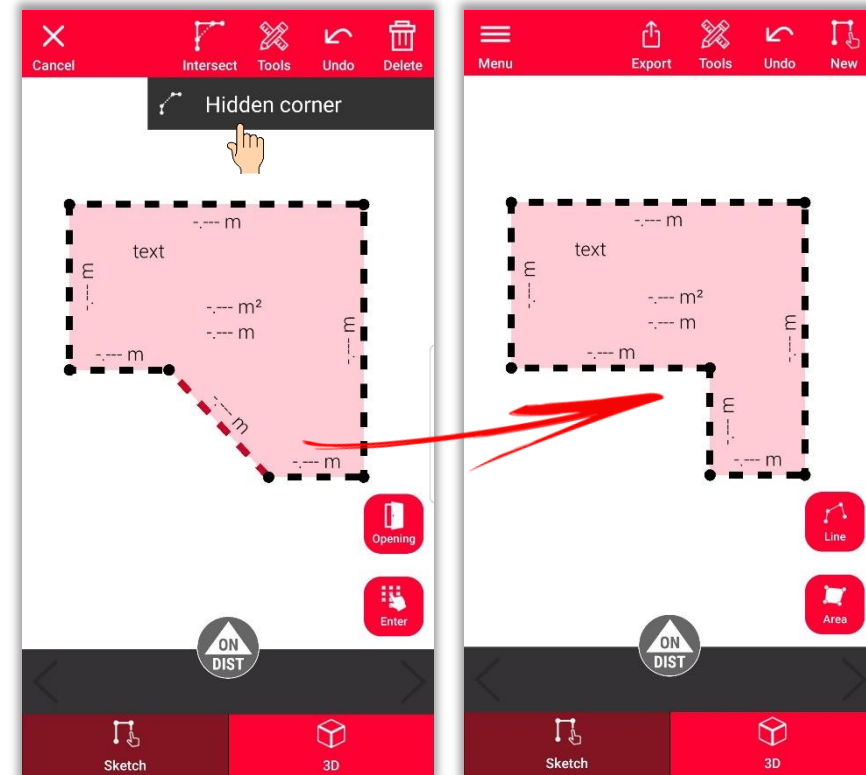 Cancel
Intersect
Tools
Undo
Delete
Hidden corner
-.--- m
text
-.--- m
-.--- m²
-.--- m
-.--- m
-.--- m
-.--- m
-.--- m
Opening
Enter
ON
DIST
Sketch
3D
Menu
Export
Tools
Undo
New
-.--- m
text
-.--- m
-.--- m²
-.--- m
-.--- m
-.--- m
-.--- m
-.--- m
Line
Area
ON
DIST
Sketch
3D